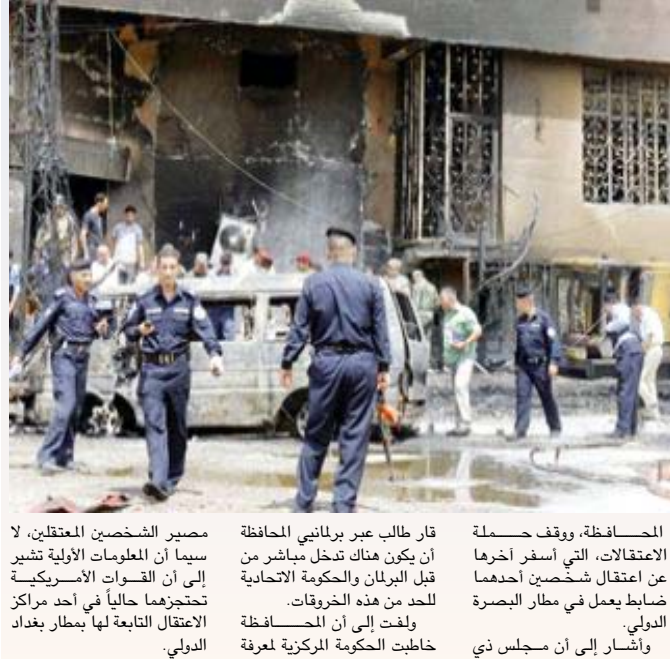 المحافظة، ووقف حملة
الاعتقالات، التي أسفر آخرها
عن اعتقال شخصين أحدهما
ضابط يعمل في مطار البصرة
الدولي.
وأشار إلى أن مجلس ذي
قار طالب عبر برلمانيي المحافظة
أن يكون هناك تدخل مباشر من
قبل البرلمان والحكومة الاتحادية
للحد من هذه الخروقات.
ولفت إلى أن المحافظة
خاطبت الحكومة المركزية لمعرفة
مصير الشخصين المعتقلين، لا
سيما أن المعلومات الأولية تشير
إلى أن القوات الأمريكية
تحتجزهما حالياً في أحد مراكز
الاعتقال التابعة لها بمطار بغداد
الدولي.